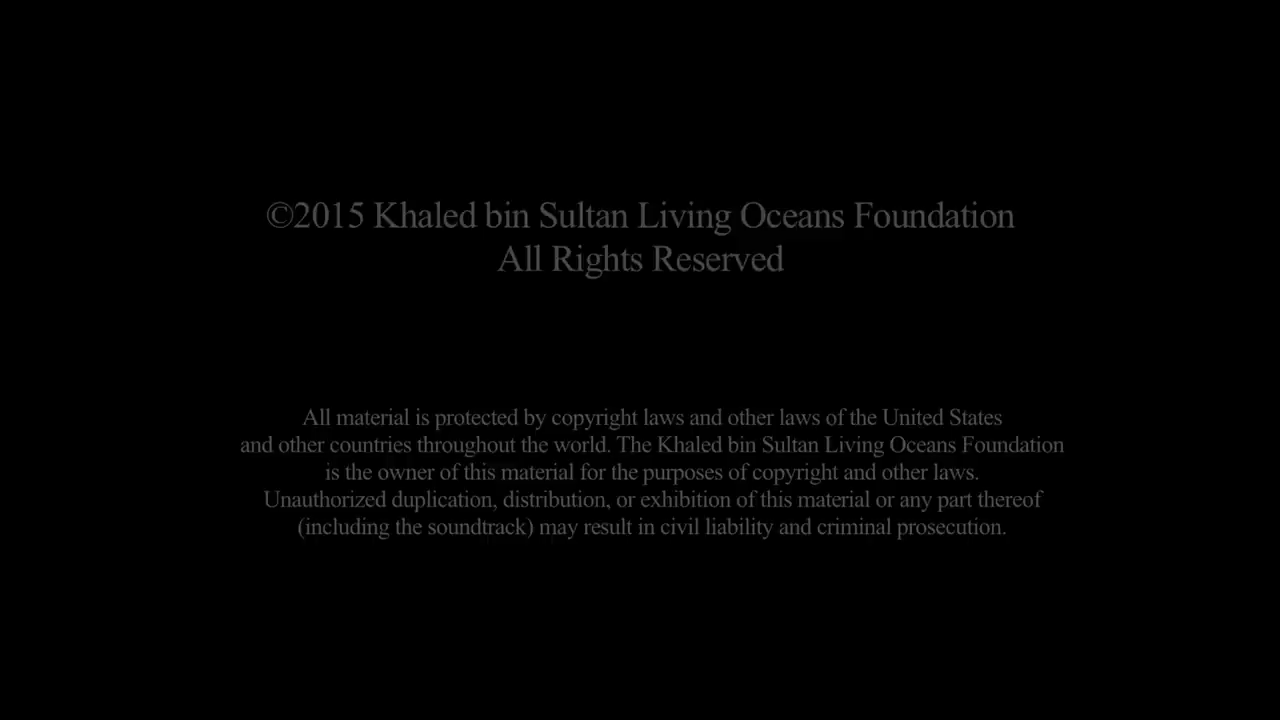 ©2015 Khaled bin Sultan Living Oceans Foundation
All Rights Reserved
All material is protected by copyright laws and other laws of the United States
and other countries throughout the world. The Khaled bin Sultan Living Oceans Foundation
is the owner of this material for the purposes of copyright and other laws.
Unauthorized duplication, distribution, or exhibition of this material or any part thereof
(including the soundtrack) may result in civil liability and criminal prosecution.